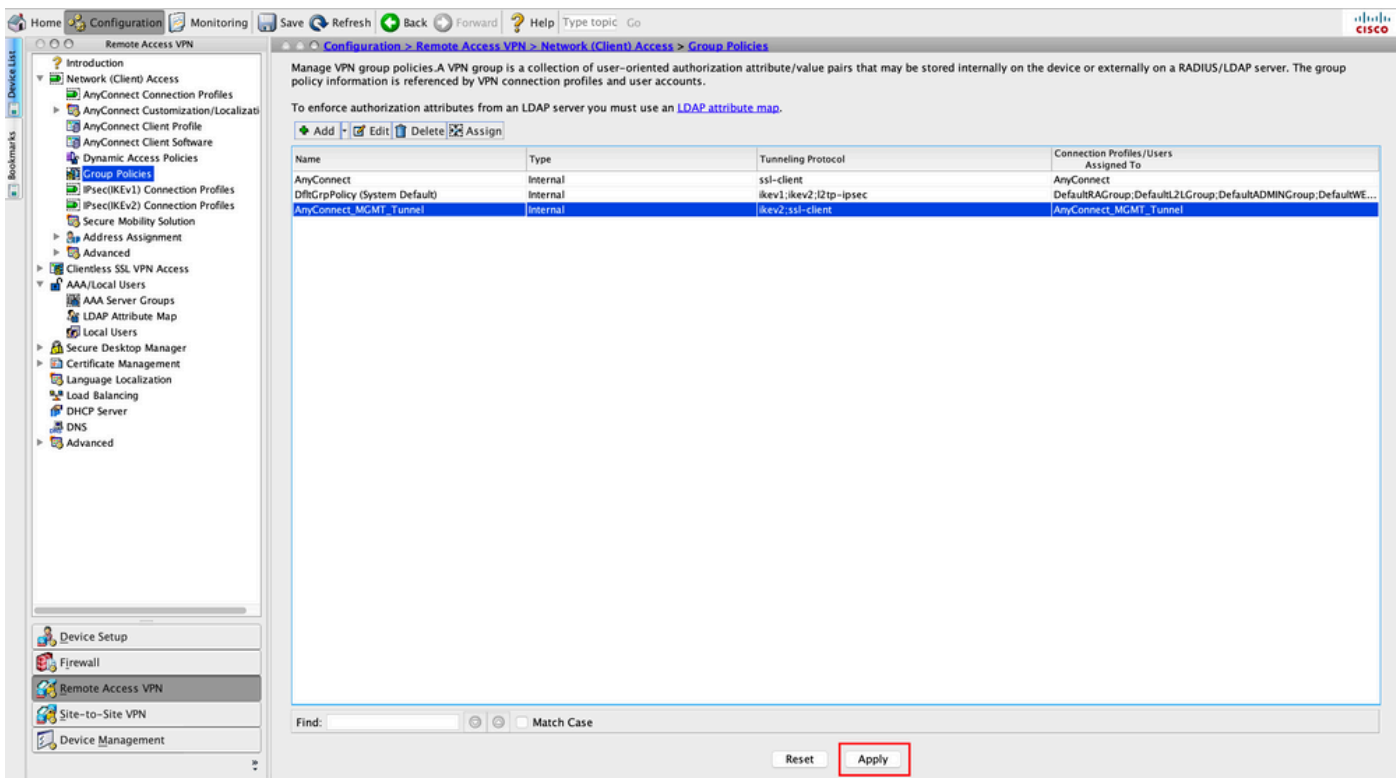 Home Configuration Monitoring Save Refresh Back Forward Help Type topic Go
CISCO
Device List
Bookmarks
Remote Access VPN
Introduction
Network (Client) Access
AnyConnect Connection Profiles
AnyConnect Customization/Localizati
AnyConnect Client Profile
AnyConnect Client Software
Dynamic Access Policies
Group Policies
IPsec(IKEv1) Connection Profiles
IPsec(IKEv2) Connection Profiles
Secure Mobility Solution
Address Assignment
Advanced
Clientless SSL VPN Access
AAA/Local Users
AAA Server Groups
LDAP Attribute Map
Local Users
Secure Desktop Manager
Certificate Management
Language Localization
Load Balancing
DHCP Server
DNS
Advanced
Device Setup
Firewall
Remote Access VPN
Site-to-Site VPN
Device Management
Configuration > Remote Access VPN > Network (Client) Access > Group Policies
Manage VPN group policies.A VPN group is a collection of user-oriented authorization attribute/value pairs that may be stored internally on the device or externally on a RADIUS/LDAP server. The group
policy information is referenced by VPN connection profiles and user accounts.
To enforce authorization attributes from an LDAP server you must use an LDAP attribute map.
Add Edit Delete Assign
Name Type Tunneling Protocol Connection Profiles/Users
Assigned To
AnyConnect Internal ssl-client AnyConnect
DfltGrpPolicy (System Default) Internal ikev1;ikev2;l2tp-ipsec DefaultRAGroup;DefaultL2LGroup;DefaultADMINGroup;DefaultWE...
AnyConnect_MGMT_Tunnel Internal ikev2;ssl-client AnyConnect_MGMT_Tunnel
Find: Match Case
Reset Apply